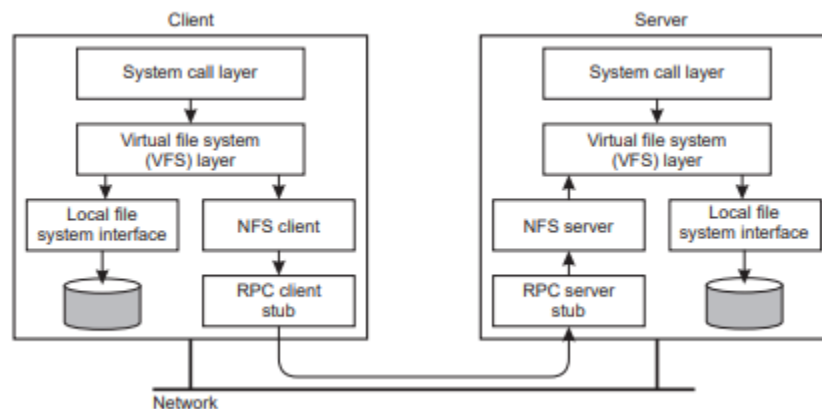 Client
System call layer
Virtual file system
(VFS) layer
Local file
system interface
NFS client
RPC client
stub
Server
System call layer
Virtual file system
(VFS) layer
NFS server
Local file
system interface
RPC server
stub
Network